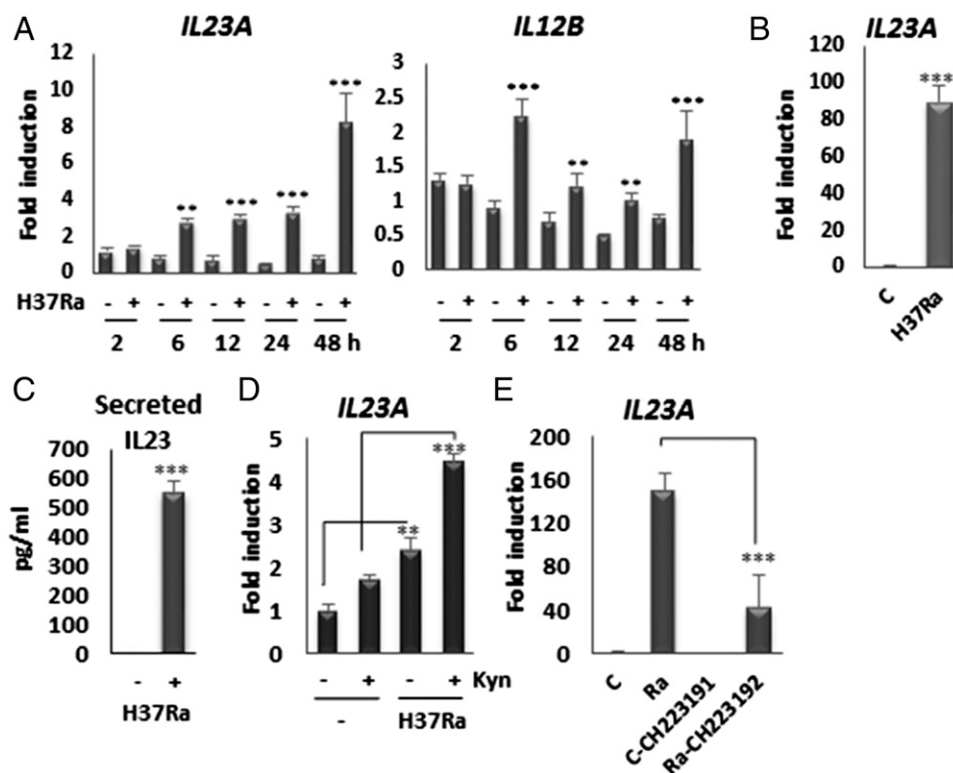 A
IL23A
Fold induction
12
10
8
6
4
2
0
** *** *** ***
H37Ra - + - + - + - + - +
2 6 12 24 48 h
IL12B
3
2.5
2
1.5
1
0.5
0
*** ** ** ***
- + - + - + - + - +
2 6 12 24 48 h
B
IL23A
Fold induction
120
100
80
60
40
20
0
***
C
H37Ra
C
Secreted
IL23
pg/ml
700
600
500
400
300
200
100
0
***
- +
H37Ra
D
IL23A
Fold induction
5
4
3
2
1
0
**
***
- + - + Kyn
- H37Ra
E
IL23A
Fold induction
200
160
120
80
40
0
***
C
Ra
C-CH223191
Ra-CH223192